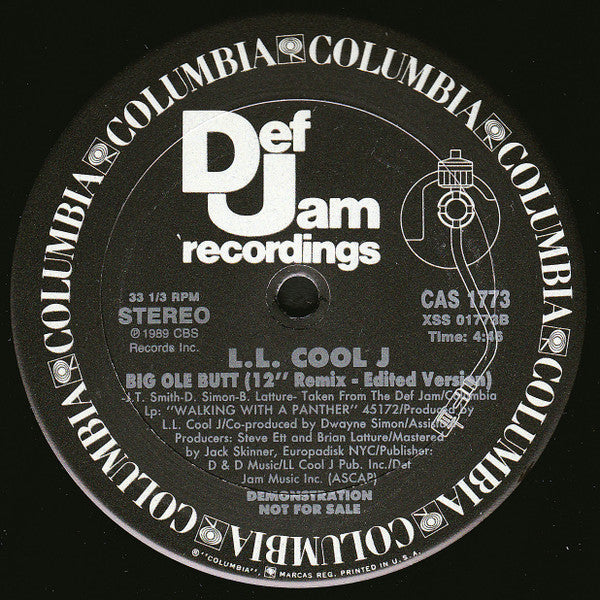 COLUMBIA COLUMBIA COLUMBIA COLUMBIA COLUMBIA COLUMBIA COLUMBIA COLUMBIA
Def
Jam
recordings
33 1/3 RPM
STEREO
℗ 1989 CBS
Records Inc.
CAS 1773
XSS 01773B
Time: 4:46
L.L. COOL J
BIG OLE BUTT (12" Remix - Edited Version)
-J.T. Smith-D. Simon-B. Latture- Taken From The Def Jam/Columbia
Lp: "WALKING WITH A PANTHER" 45172/Produced by
L.L. Cool J/Co-produced by Dwayne Simon/Assistant
Producers: Steve Ett and Brian Latture/Mastered
by Jack Skinner, Europadisk NYC/Publisher:
D & D Music/LL Cool J Pub. Inc./Def
Jam Music Inc. (ASCAP)
DEMONSTRATION
NOT FOR SALE
® "COLUMBIA", MARCAS REG. PRINTED IN U.S.A.